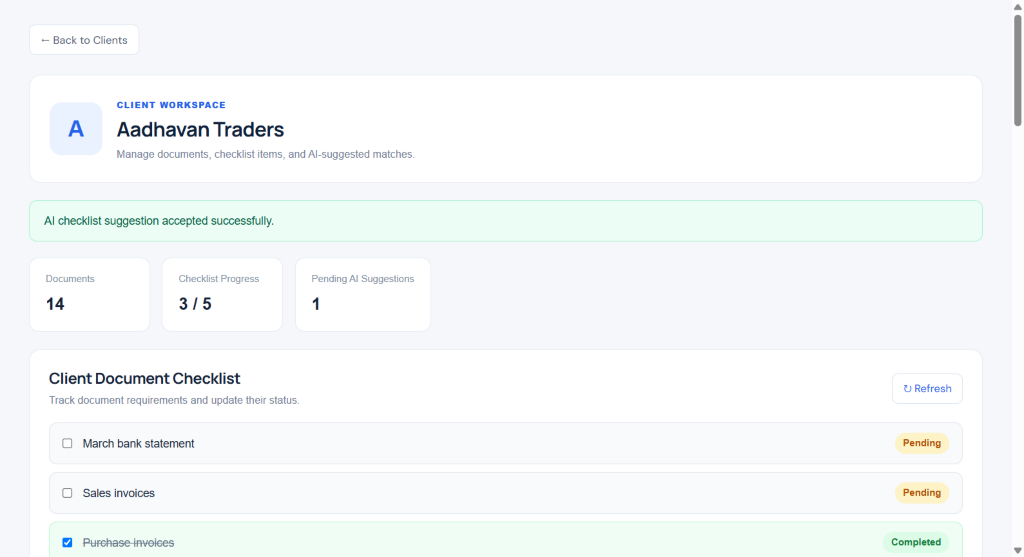 ← Back to Clients
A
CLIENT WORKSPACE
Aadhavan Traders
Manage documents, checklist items, and AI-suggested matches.
AI checklist suggestion accepted successfully.
Documents
14
Checklist Progress
3 / 5
Pending AI Suggestions
1
Client Document Checklist
Track document requirements and update their status.
↻ Refresh
March bank statement
Pending
Sales invoices
Pending
Purchase invoices
Completed